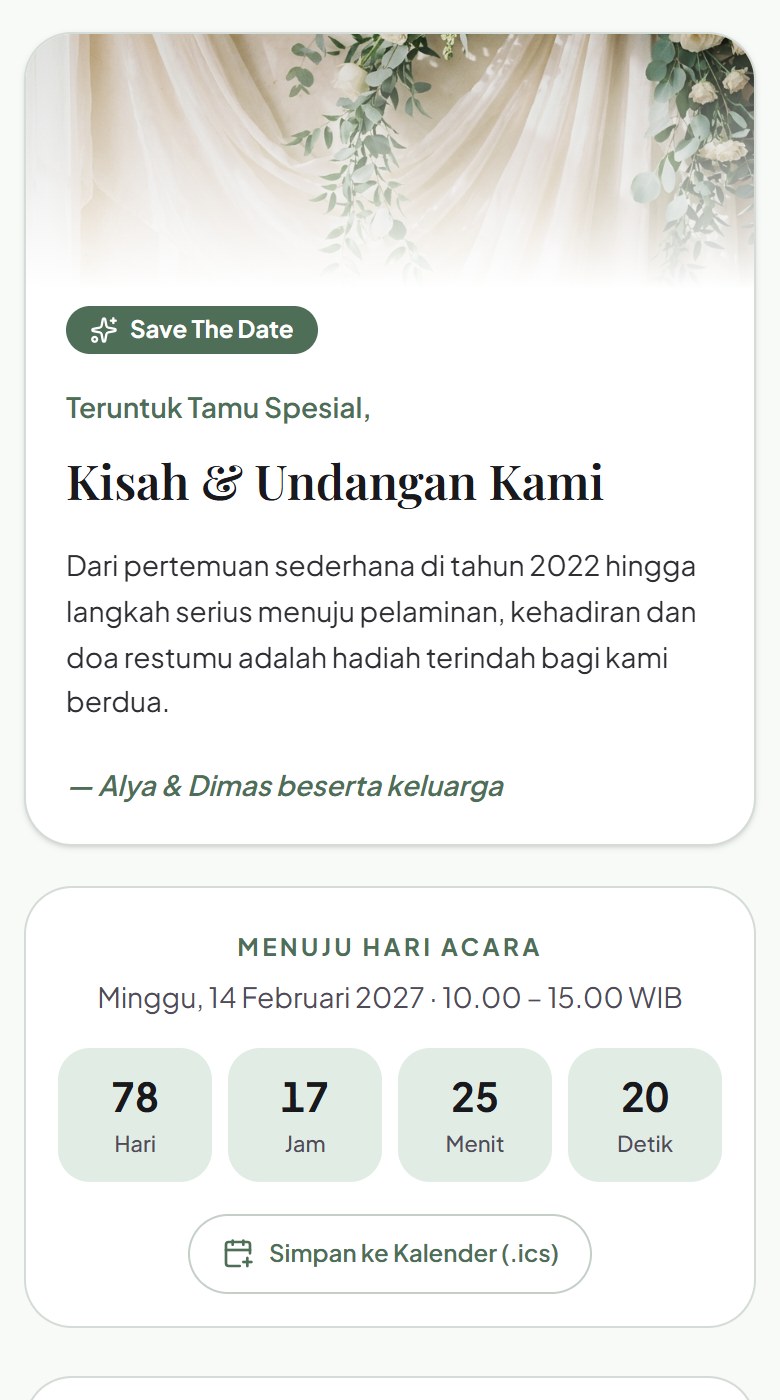 Save The Date
Teruntuk Tamu Spesial,
Kisah & Undangan Kami
Dari pertemuan sederhana di tahun 2022 hingga
langkah serius menuju pelaminan, kehadiran dan
doa restumu adalah hadiah terindah bagi kami
berdua.
— Alya & Dimas beserta keluarga
MENUJU HARI ACARA
Minggu, 14 Februari 2027 · 10.00 – 15.00 WIB
78 17 25 20
Hari Jam Menit Detik
Simpan ke Kalender (.ics)